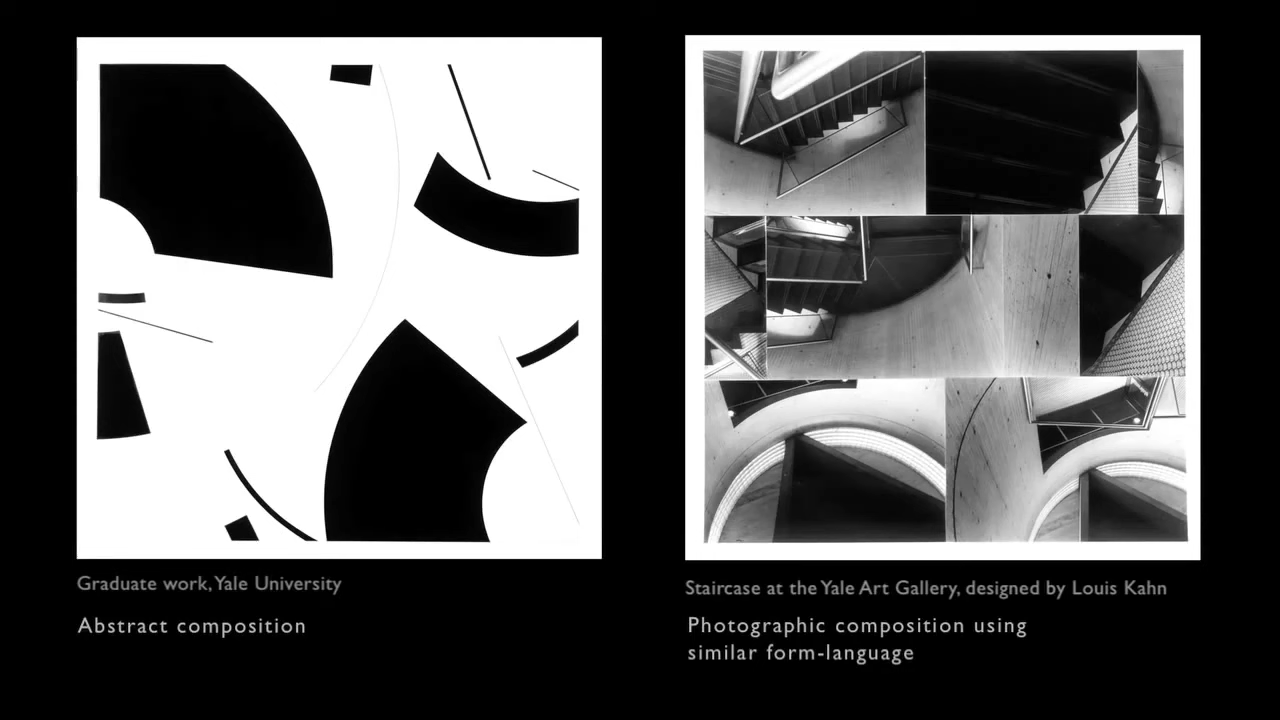 Graduate work, Yale University
Abstract composition
Staircase at the Yale Art Gallery, designed by Louis Kahn
Photographic composition using
similar form-language